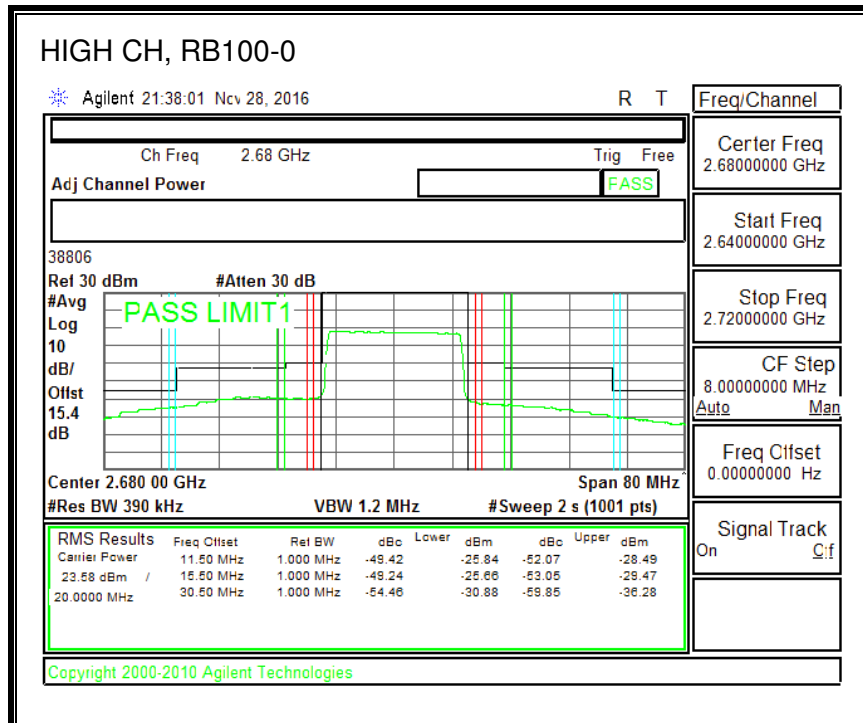 HIGH CH, RB100-0
Agilent 21:38:01 Nov 28, 2016 R T
Freq/Channel
Ch Freq 2.68 GHz Trig Free
Adj Channel Power PASS
Center Freq
2.68000000 GHz
Start Freq
2.64000000 GHz
Stop Freq
2.72000000 GHz
CF Step
8.00000000 MHz
Auto Man
Freq Offset
0.00000000 Hz
Signal Track
On Off
38806
Ref 30 dBm #Atten 30 dB
#Avg
Log
10
dB/
Offst
15.4
dB
PASS LIMIT1
Center 2.680 00 GHz Span 80 MHz
#Res BW 390 kHz VBW 1.2 MHz #Sweep 2 s (1001 pts)
RMS Results Freq Offset Ref BW dBc Lower dBm dBc Upper dBm
Carrier Power 11.50 MHz 1.000 MHz -49.42 -25.84 -52.07 -28.49
23.58 dBm / 15.50 MHz 1.000 MHz -49.24 -25.66 -53.05 -29.47
20.0000 MHz 30.50 MHz 1.000 MHz -54.46 -30.88 -59.85 -36.28
Copyright 2000-2010 Agilent Technologies